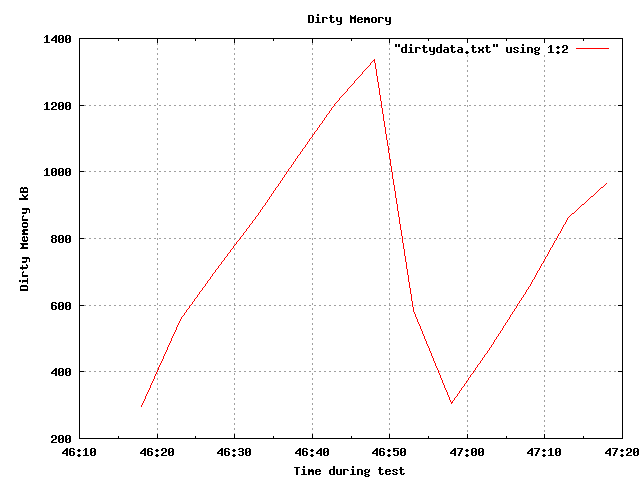 Dirty Memory
"dirtydata.txt" using 1:2
1400
1200
1000
800
600
400
200
Dirty Memory kB
46:10 46:20 46:30 46:40 46:50 47:00 47:10 47:20
Time during test